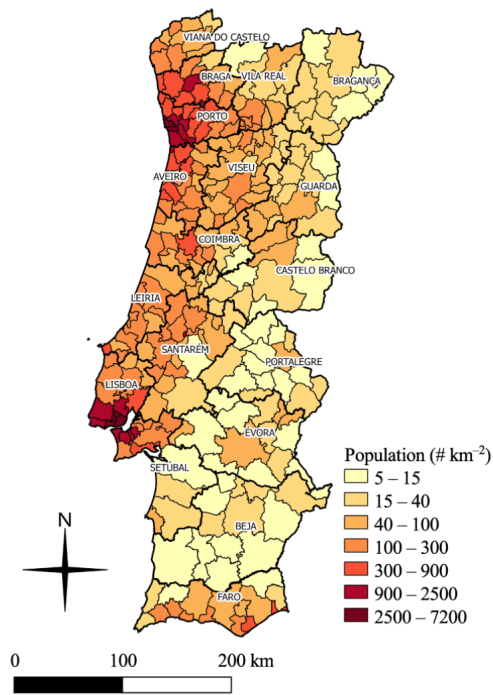 VIANA DO CASTELO
BRAGA
VILA REAL
BRAGANÇA
PORTO
VISEU
AVEIRO
GUARDA
COIMBRA
CASTELO BRANCO
LEIRIA
SANTARÉM
PORTALEGRE
LISBOA
ÉVORA
SETÚBAL
BEJA
FARO
Population (# km⁻²)
5 – 15
15 – 40
40 – 100
100 – 300
300 – 900
900 – 2500
2500 – 7200
N
0 100 200 km